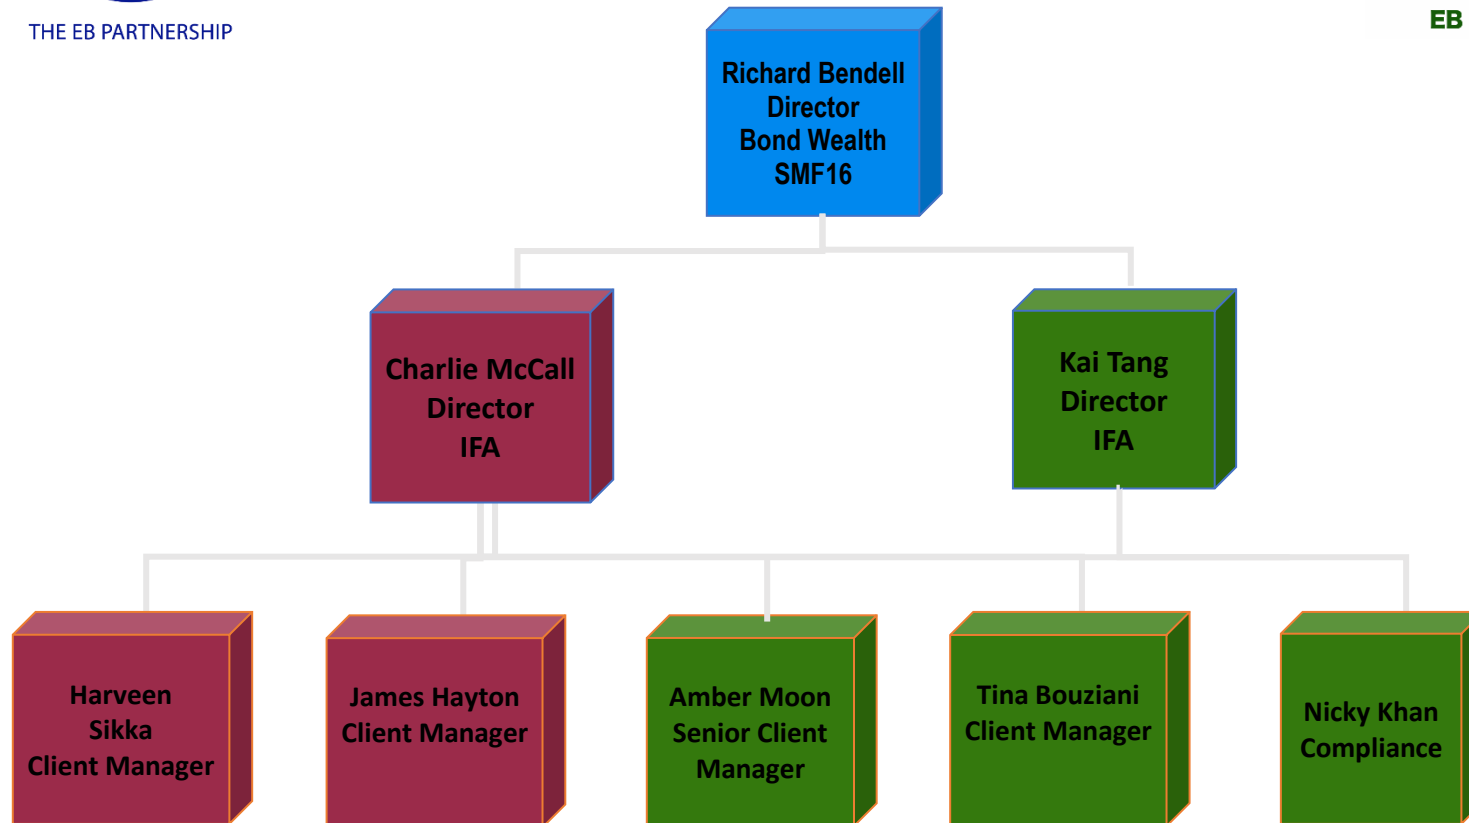 THE EB PARTNERSHIP
EB
Richard Bendell
Director
Bond Wealth
SMF16
Charlie McCall
Director
IFA
Kai Tang
Director
IFA
Harveen
Sikka
Client Manager
James Hayton
Client Manager
Amber Moon
Senior Client
Manager
Tina Bouziani
Client Manager
Nicky Khan
Compliance